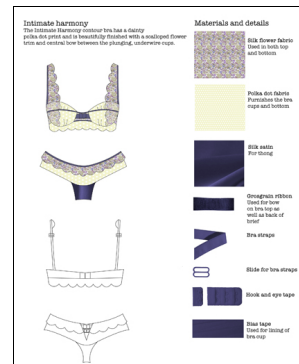 Intimate harmony
The Intimate Harmony contour bra has a dainty
polka dot print and is beautifully finished with a scalloped flower
trim and central bow between the plunging, underwire cups.
Materials and details
Silk flower fabric
Used in both top
and bottom
Polka dot fabric
Furnishes the bra
cups and bottom
Silk satin
For thong
Grosgrain ribbon
Used for bow
on bra top as
well as back of
brief
Bra straps
Slide for bra straps
Hook and eye tape
Bias tape
Used for lining of
bra cup